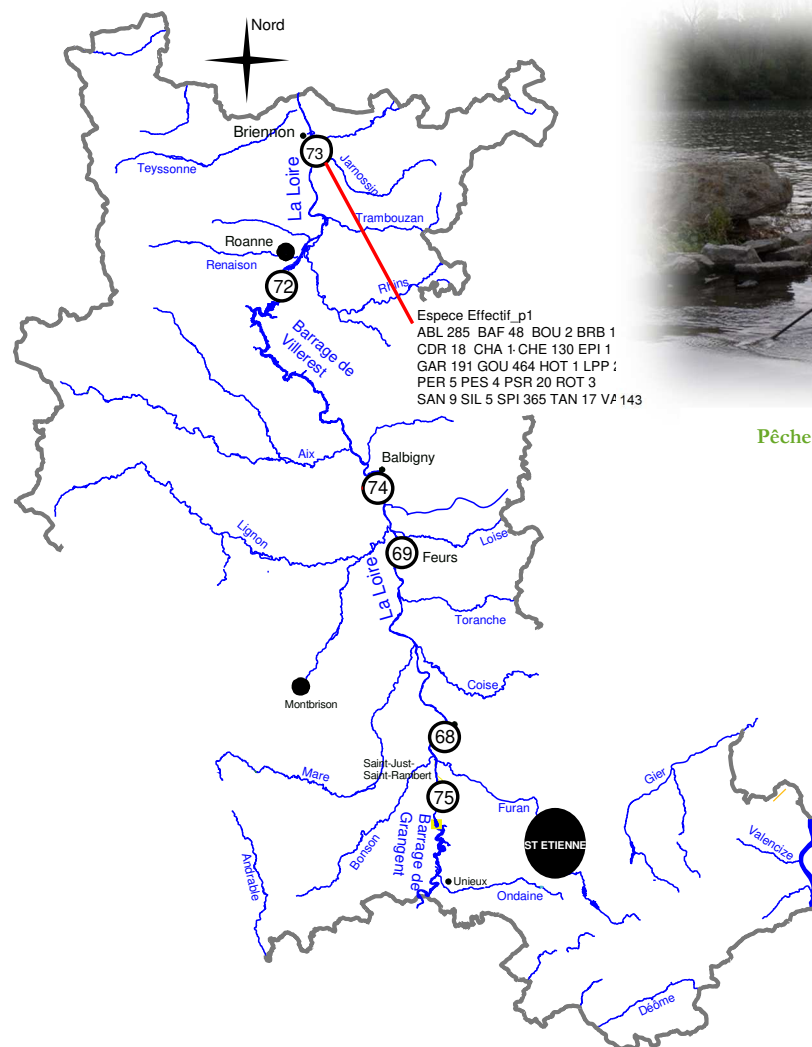 Nord
Briennon
73
Jarnossin
Teyssonne
La Loire
Trambouzan
Roanne
Renaison
Rhins
72
Espece Effectif_p1
ABL 285 BAF 48 BOU 2 BRB 1
CDR 18 CHA 1 CHE 130 EPI 1
GAR 191 GOU 464 HOT 1 LPP
PER 5 PES 4 PSR 20 ROT 3
SAN 9 SIL 5 SPI 365 TAN 17 143
Barrage de
Villerest
Pêche
Aix
Balbigny
74
Lignon
Loise
69
Feurs
La Loire
Toranche
Coise
Montbrison
68
Mare
Saint-Just-
Saint-Rambert
Gier
75
Furan
Bonson
Barrage de
Grangent
ST ETIENNE
Valencize
Andrable
Unieux
Ondaine
Déôme